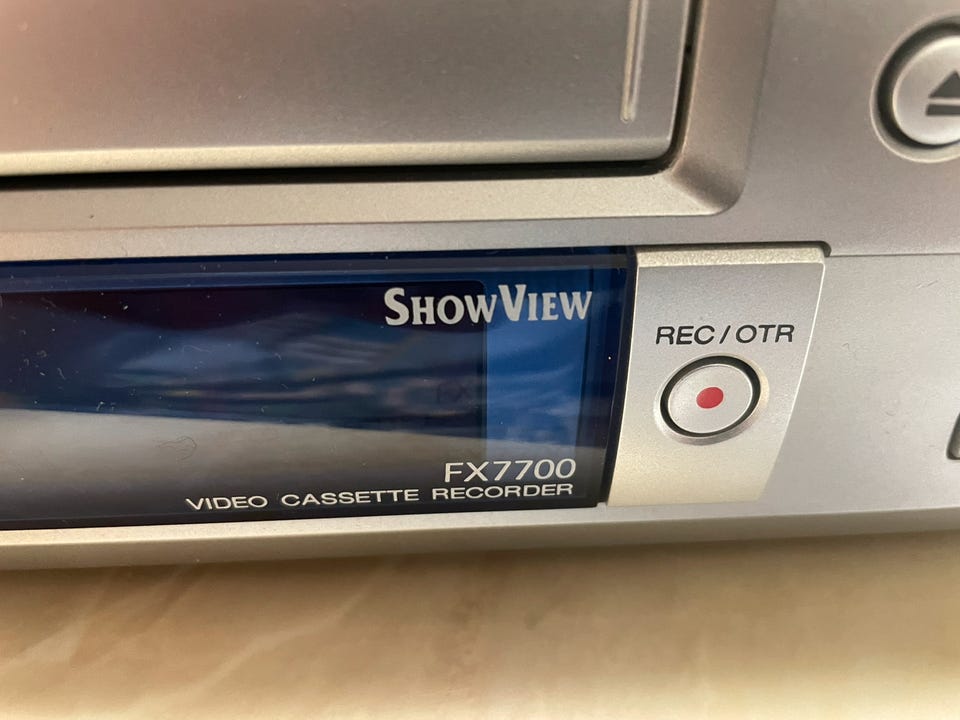 SHOWVIEW
REC/OTR
FX7700
VIDEO CASSETTE RECORDER